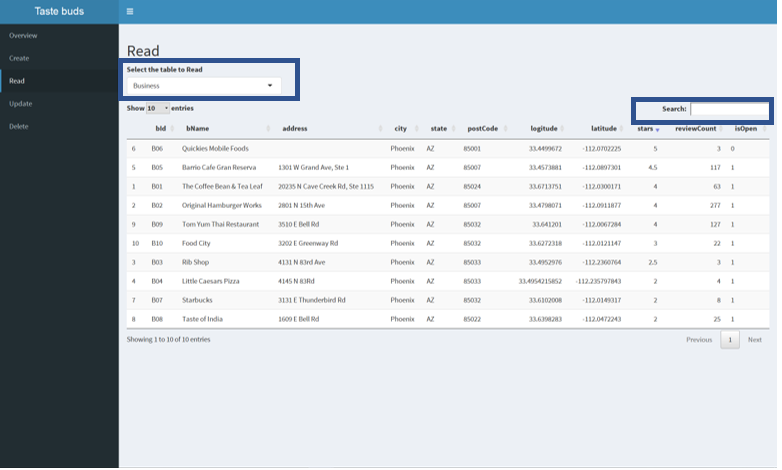 Taste buds
Overview
Create
Read
Update
Delete
Read
Select the table to Read
Business
Show 10 entries
Search:
bId bName address city state postCode logitude latitude stars reviewCount isOpen
6 B06 Quickies Mobile Foods Phoenix AZ 85001 33.4499672 -112.0702225 5 3 0
5 B05 Barrio Cafe Gran Reserva 1301 W Grand Ave, Ste 1 Phoenix AZ 85007 33.4573881 -112.0897301 4.5 117 1
1 B01 The Coffee Bean & Tea Leaf 20235 N Cave Creek Rd, Ste 1115 Phoenix AZ 85024 33.6713751 -112.0300171 4 63 1
2 B02 Original Hamburger Works 2801 N 15th Ave Phoenix AZ 85007 33.4798071 -112.0911877 4 277 1
9 B09 Tom Yum Thai Restaurant 3510 E Bell Rd Phoenix AZ 85032 33.641201 -112.0067284 4 127 1
10 B10 Food City 3202 E Greenway Rd Phoenix AZ 85032 33.6272318 -112.0121147 3 22 1
3 B03 Rib Shop 4131 N 83rd Ave Phoenix AZ 85033 33.4952976 -112.2360764 2.5 3 1
4 B04 Little Caesars Pizza 4145 N 83Rd Phoenix AZ 85033 33.4954215852 -112.235797843 2 4 1
7 B07 Starbucks 3131 E Thunderbird Rd Phoenix AZ 85032 33.6102008 -112.0149317 2 8 1
8 B08 Taste of India 1609 E Bell Rd Phoenix AZ 85022 33.6398283 -112.0472243 2 25 1
Showing 1 to 10 of 10 entries
Previous 1 Next